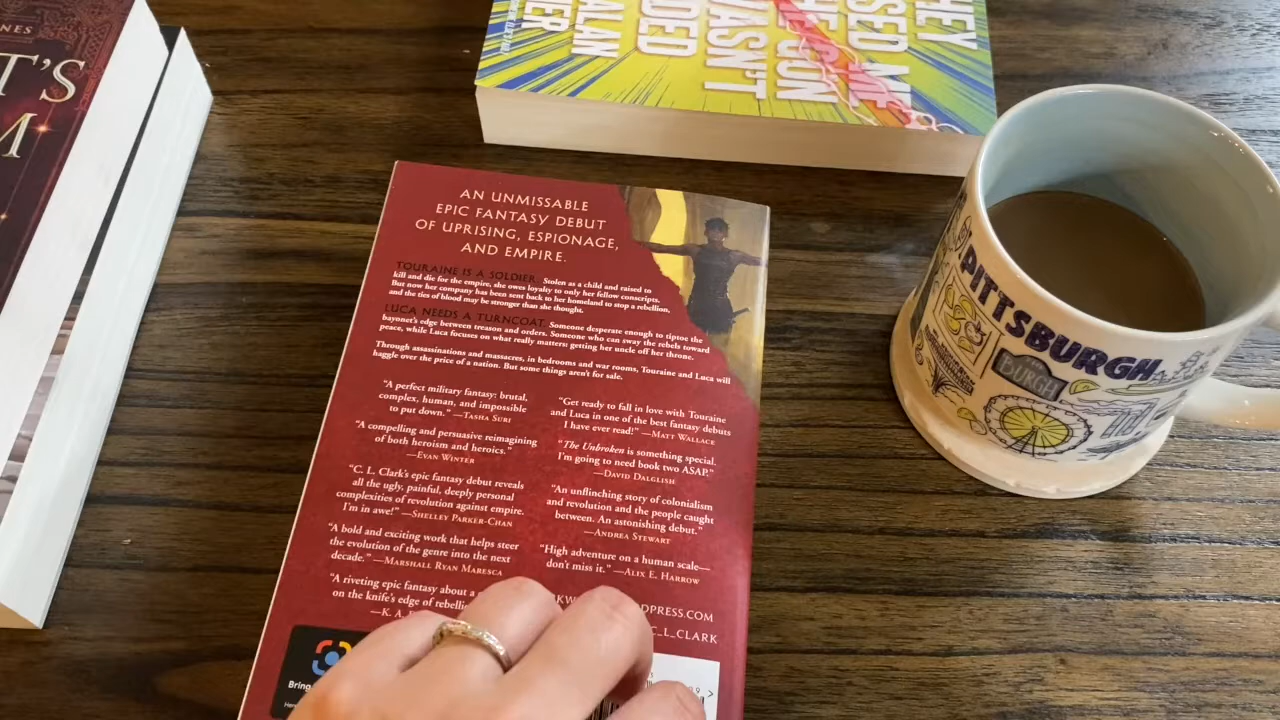 NES
T'S
M
THEY
USED ME
THE GUN
WASN'T
ALAN
AN UNMISSABLE
EPIC FANTASY DEBUT
OF UPRISING, ESPIONAGE,
AND EMPIRE.
TOURAINE IS A SOLDIER. Stolen as a child and raised to
kill and die for the empire, she owes loyalty to only her fellow conscripts.
But now her company has been sent back to her homeland to stop a rebellion,
and the ties of blood may be stronger than she thought.
LUCA NEEDS A TURNCOAT. Someone desperate enough to tiptoe the
bayonet's edge between treason and orders. Someone who can sway the rebels toward
peace, while Luca focuses on what really matters: getting her uncle off her throne.
Through assassinations and massacres, in bedrooms and war rooms, Touraine and Luca will
haggle over the price of a nation. But some things aren't for sale.
"A perfect military fantasy: brutal,
complex, human, and impossible
to put down." —TASHA SURI
"A compelling and persuasive reimagining
of both heroism and heroics."
—EVAN WINTER
"C. L. Clark's epic fantasy debut reveals
all the ugly, painful, deeply personal
complexities of revolution against empire.
I'm in awe!" —SHELLEY PARKER-CHAN
"A bold and exciting work that helps steer
the evolution of the genre into the next
decade." —MARSHALL RYAN MARESCA
"A riveting epic fantasy about a
on the knife's edge of rebelli
—K. A.
"Get ready to fall in love with Touraine
and Luca in one of the best fantasy debuts
I have ever read!" —MATT WALLACE
"The Unbroken is something special.
I'm going to need book two ASAP."
—DAVID DALGLISH
"An unflinching story of colonialism
and revolution and the people caught
between. An astonishing debut."
—ANDREA STEWART
"High adventure on a human scale—
don't miss it." —ALIX E. HARROW
DPRESS.COM
C_L_CLARK
Bring
PITTSBURGH
BURGH